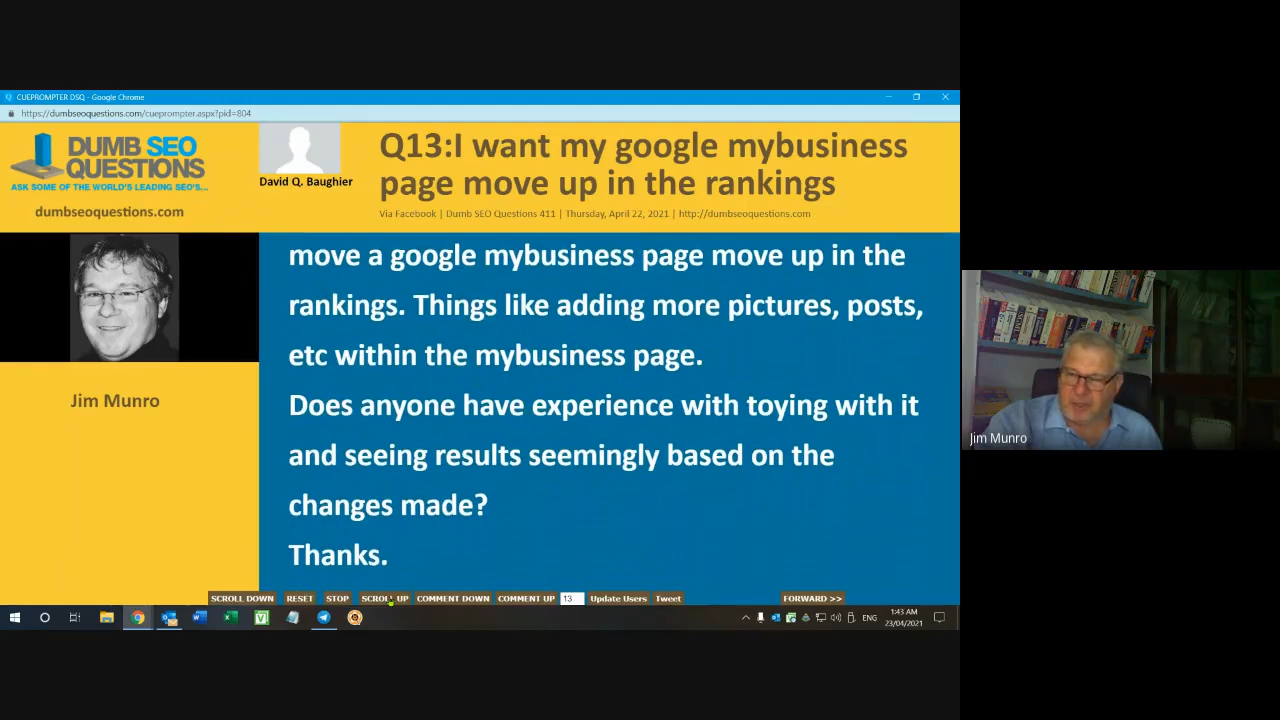 CUEPROMPTER DSQ - Google Chrome
https://dumbseoquestions.com/cueprompter.aspx?pid=804
DUMB SEO
QUESTIONS
ASK SOME OF THE WORLD'S LEADING SEO'S...
dumbseoquestions.com
David Q. Baughier
Q13:I want my google mybusiness
page move up in the rankings
Via Facebook | Dumb SEO Questions 411 | Thursday, April 22, 2021 | http://dumbseoquestions.com
Jim Munro
move a google mybusiness page move up in the
rankings. Things like adding more pictures, posts,
etc within the mybusiness page.
Does anyone have experience with toying with it
and seeing results seemingly based on the
changes made?
Thanks.
SCROLL DOWN RESET STOP SCROLL UP COMMENT DOWN COMMENT UP 13 Update Users Tweet FORWARD >>
ENG
1:43 AM
23/04/2021
Jim Munro